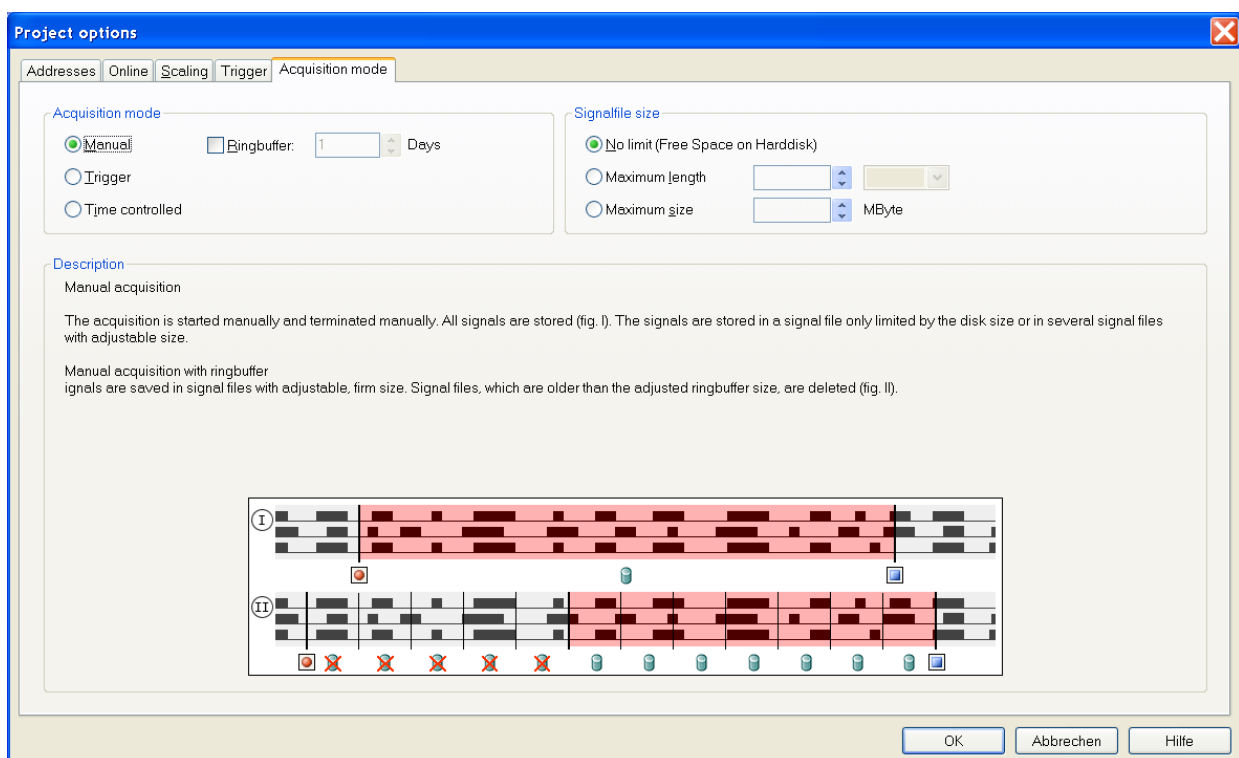 Project options
Addresses Online Scaling Trigger Acquisition mode
Acquisition mode
Manual Ringbuffer: 1 Days
Trigger
Time controlled
Signalfile size
No limit (Free Space on Harddisk)
Maximum length
Maximum size MByte
Description
Manual acquisition
The acquisition is started manually and terminated manually. All signals are stored (fig. I). The signals are stored in a signal file only limited by the disk size or in several signal files
with adjustable size.
Manual acquisition with ringbuffer
ignals are saved in signal files with adjustable, firm size. Signal files, which are older than the adjusted ringbuffer size, are deleted (fig. II).
I
II
OK Abbrechen Hilfe